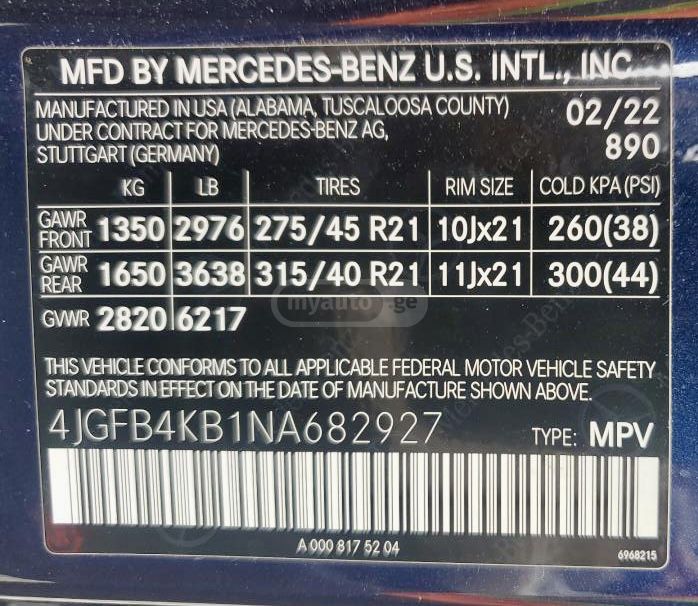 MFD BY MERCEDES-BENZ U.S. INTL., INC.
MANUFACTURED IN USA (ALABAMA, TUSCALOOSA COUNTY) 02/22
UNDER CONTRACT FOR MERCEDES-BENZ AG,
STUTTGART (GERMANY) 890
KG LB TIRES RIM SIZE COLD KPA (PSI)
GAWR FRONT 1350 2976 275/45 R21 10Jx21 260(38)
GAWR REAR 1650 3638 315/40 R21 11Jx21 300(44)
myauto.ge
GVWR 2820 6217
THIS VEHICLE CONFORMS TO ALL APPLICABLE FEDERAL MOTOR VEHICLE SAFETY
STANDARDS IN EFFECT ON THE DATE OF MANUFACTURE SHOWN ABOVE.
4JGFB4KB1NA682927 TYPE: MPV
A 000 817 52 04
6968215